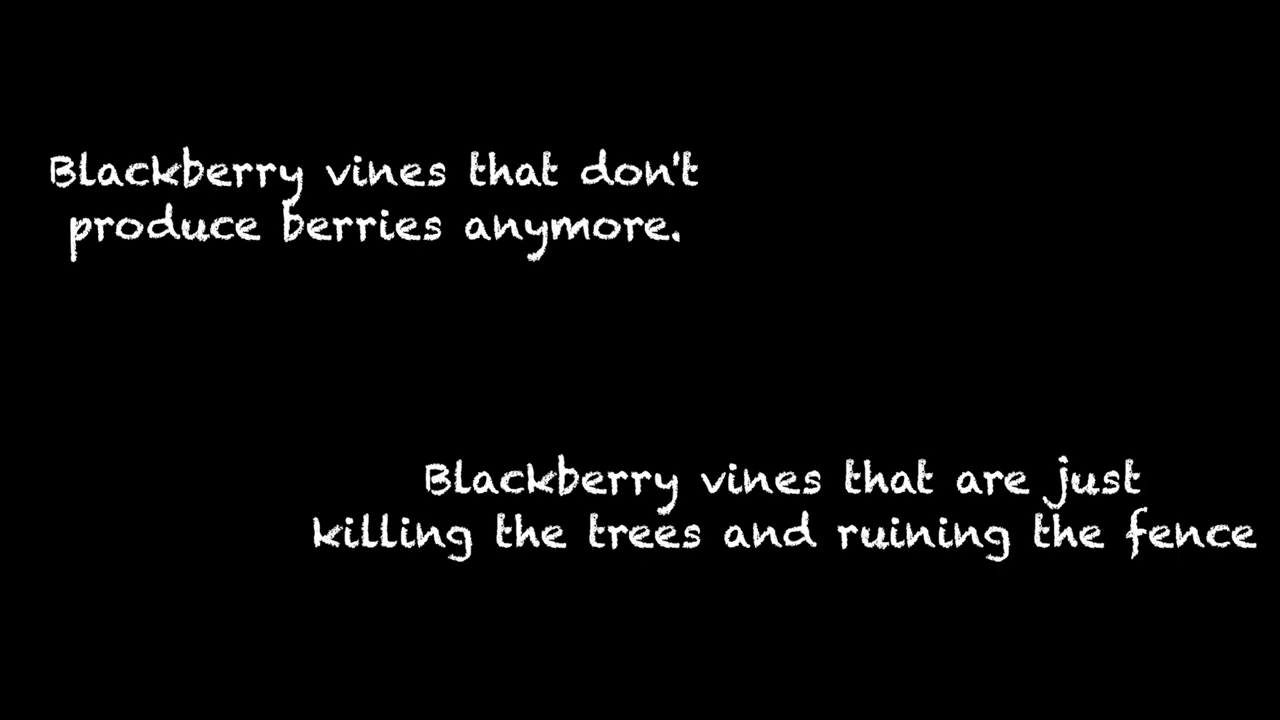 Blackberry vines that don't
produce berries anymore.
Blackberry vines that are just
killing the trees and ruining the fence